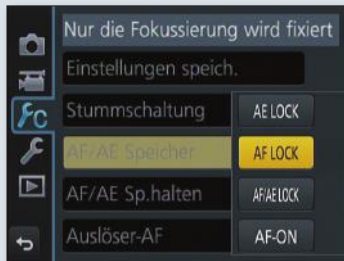 Nur die Fokussierung wird fixiert
Einstellungen speich.
Stummschaltung AE LOCK
AF/AE Speicher AF LOCK
AF/AE Sp.halten AF/AE LOCK
Auslöser-AF AF-ON
C